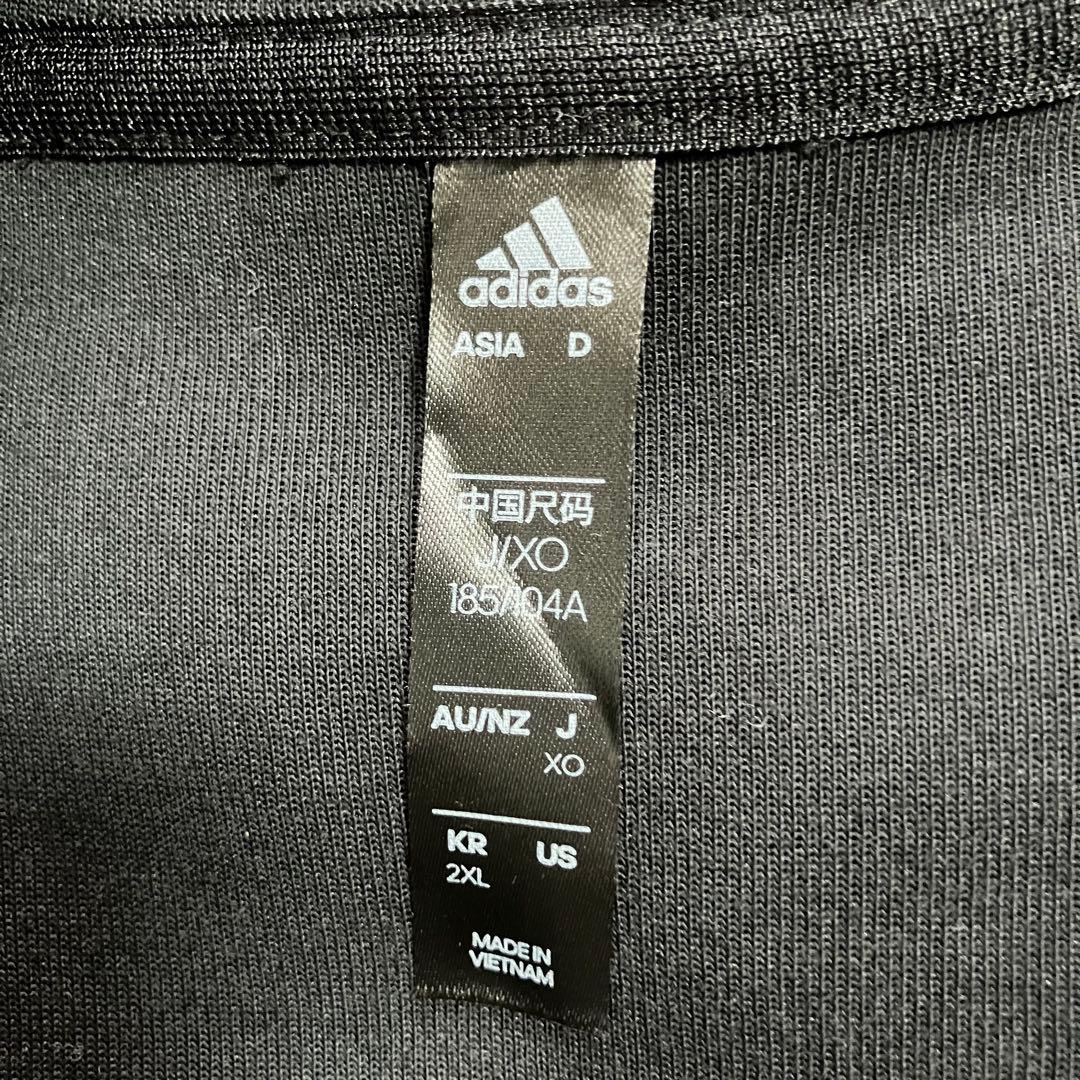 adidas
ASIA D
中国尺码
J/XO
185/104A
AU/NZ J
XO
KR US
2XL
MADE IN
VIETNAM